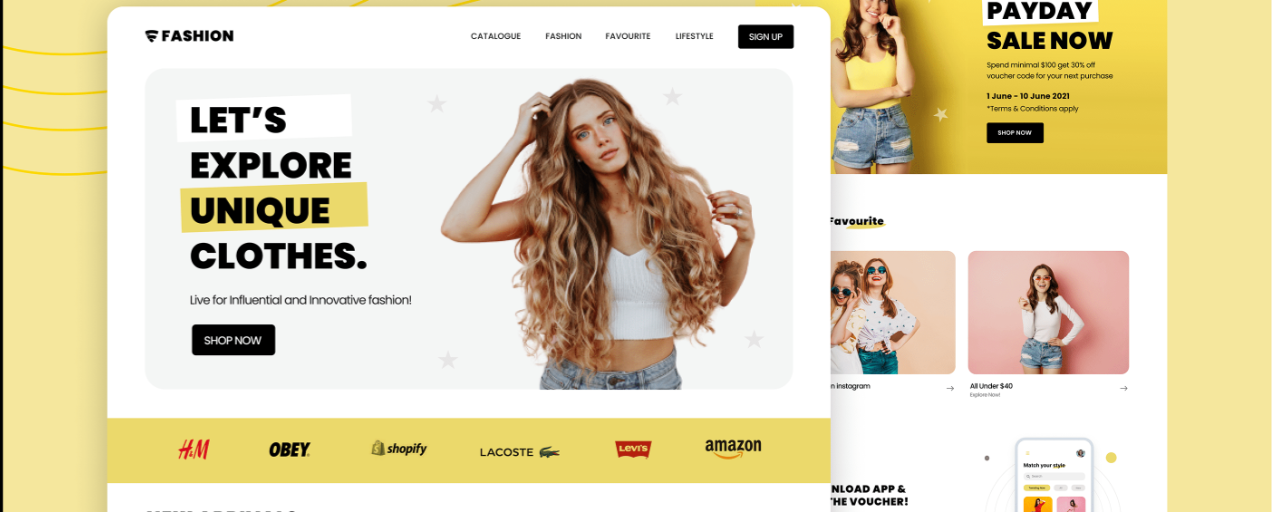 FASHION
CATALOGUE FASHION FAVOURITE LIFESTYLE SIGN UP
LET’S
EXPLORE
UNIQUE
CLOTHES.
Live for Influential and Innovative fashion!
SHOP NOW
H&M OBEY shopify LACOSTE LEVI'S amazon
PAYDAY
SALE NOW
Spend minimal $100 get 30% off
voucher code for your next purchase
1 June - 10 June 2021
*Terms & Conditions apply
SHOP NOW
Favourite
instagram
All Under $40
Explore Now!
APP &
VOUCHER!
Match your style
Search